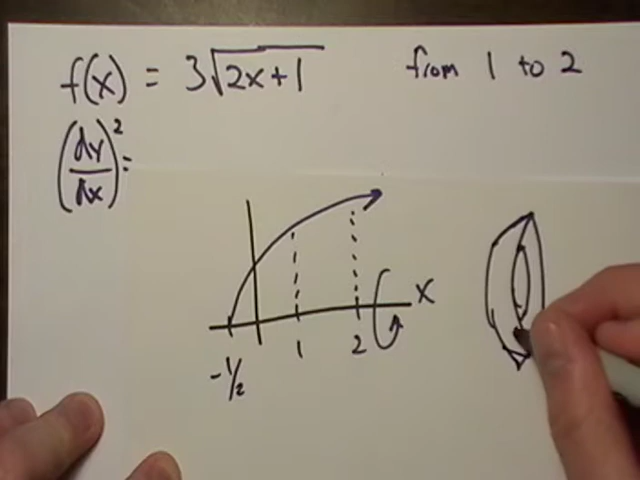 f(x) = 3√(2x+1) from 1 to 2
(dy/dx)² =
x
-1/2 1 2